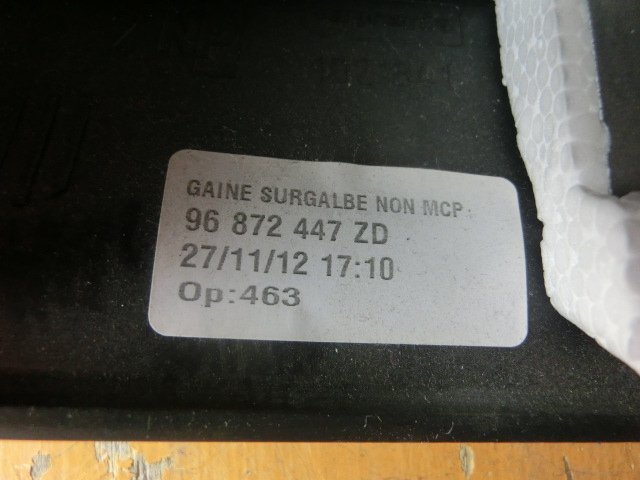 GAINE SURGALBE NON MCP
96 872 447 ZD
27/11/12 17:10
Op:463